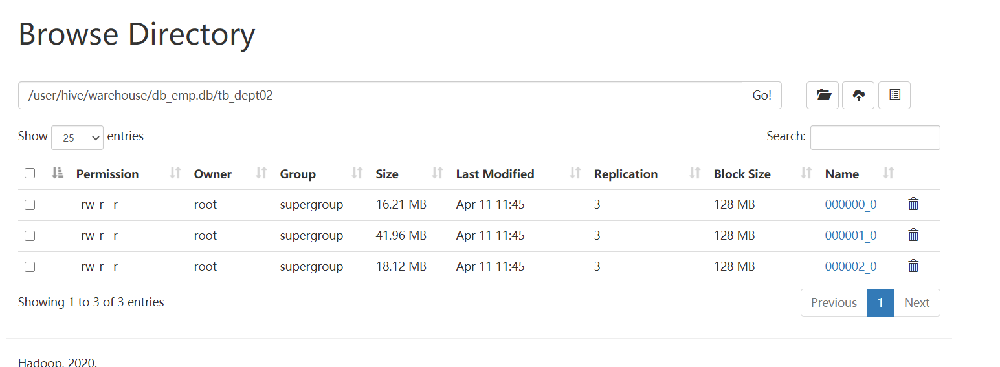 Browse Directory
/user/hive/warehouse/db_emp.db/tb_dept02 Go!
Show 25 entries Search:
Permission Owner Group Size Last Modified Replication Block Size Name
-rw-r--r-- root supergroup 16.21 MB Apr 11 11:45 3 128 MB 000000_0
-rw-r--r-- root supergroup 41.96 MB Apr 11 11:45 3 128 MB 000001_0
-rw-r--r-- root supergroup 18.12 MB Apr 11 11:45 3 128 MB 000002_0
Showing 1 to 3 of 3 entries Previous 1 Next
Hadoop, 2020.